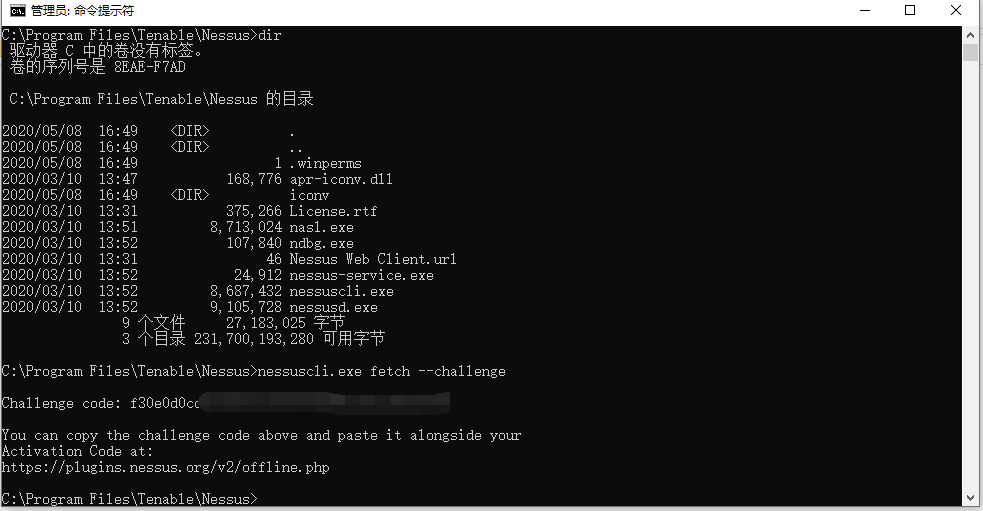 管理员: 命令提示符
C:\Program Files\Tenable\Nessus>dir
驱动器 C 中的卷没有标签。
卷的序列号是 8EAE-F7AD
C:\Program Files\Tenable\Nessus 的目录
2020/05/08  16:49    <DIR>          .
2020/05/08  16:49    <DIR>          ..
2020/05/08  16:49                 1 .winperms
2020/03/10  13:47           168,776 apr-iconv.dll
2020/05/08  16:49    <DIR>          iconv
2020/03/10  13:31           375,266 License.rtf
2020/03/10  13:51         8,713,024 nasl.exe
2020/03/10  13:52           107,840 ndbg.exe
2020/03/10  13:31                46 Nessus Web Client.url
2020/03/10  13:52            24,912 nessus-service.exe
2020/03/10  13:52         8,687,432 nessuscli.exe
2020/03/10  13:52         9,105,728 nessusd.exe
9 个文件     27,183,025 字节
3 个目录 231,700,193,280 可用字节
C:\Program Files\Tenable\Nessus>nessuscli.exe fetch --challenge
Challenge code: f30e0d0cd
You can copy the challenge code above and paste it alongside your
Activation Code at:
https://plugins.nessus.org/v2/offline.php
C:\Program Files\Tenable\Nessus>